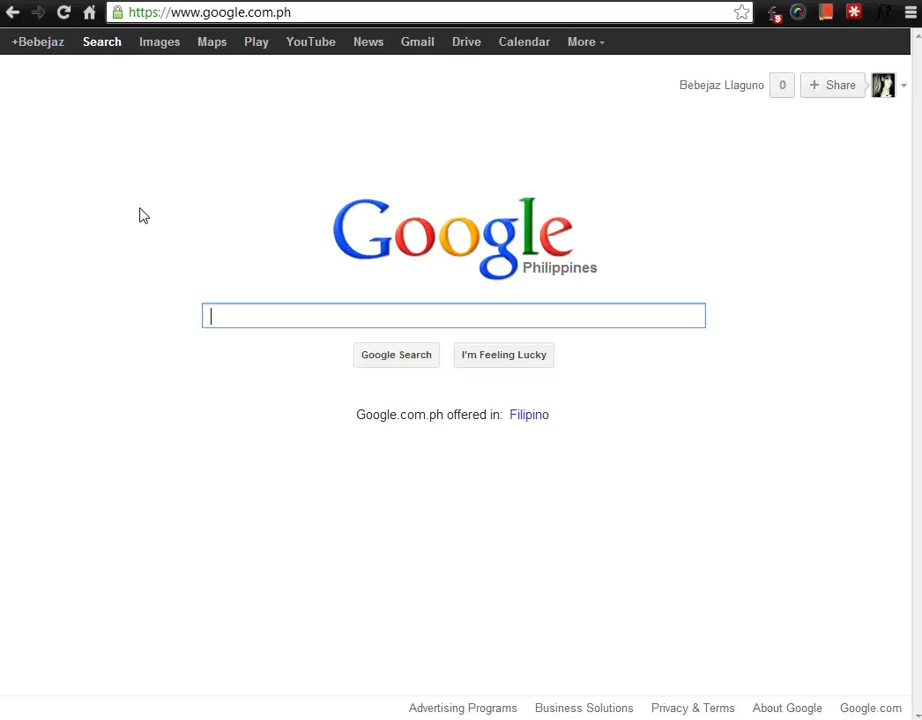 https://www.google.com.ph
9
f?
+Bebejaz Search Images Maps Play YouTube News Gmail Drive Calendar More
Bebejaz Llaguno 0 + Share
Google
Philippines
Google Search I'm Feeling Lucky
Google.com.ph offered in: Filipino
Advertising Programs Business Solutions Privacy & Terms About Google Google.com